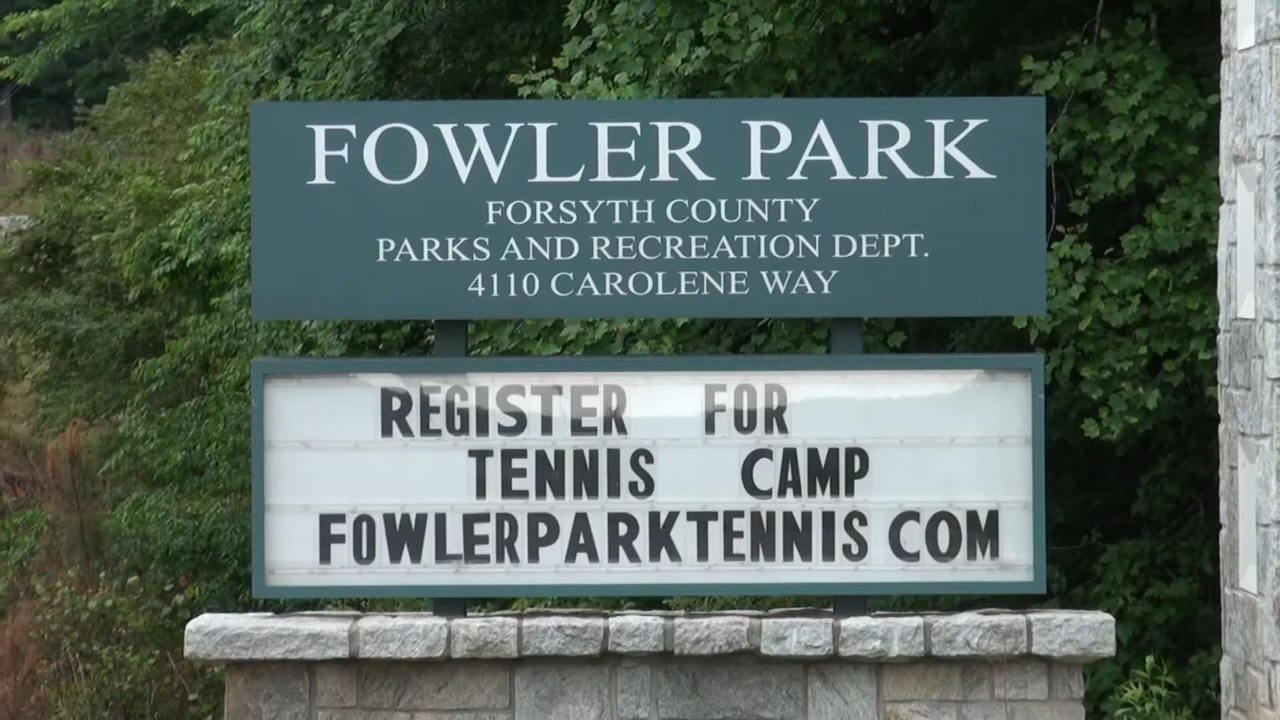 FOWLER PARK
FORSYTH COUNTY
PARKS AND RECREATION DEPT.
4110 CAROLENE WAY
REGISTER FOR
TENNIS CAMP
FOWLERPARKTENNIS COM